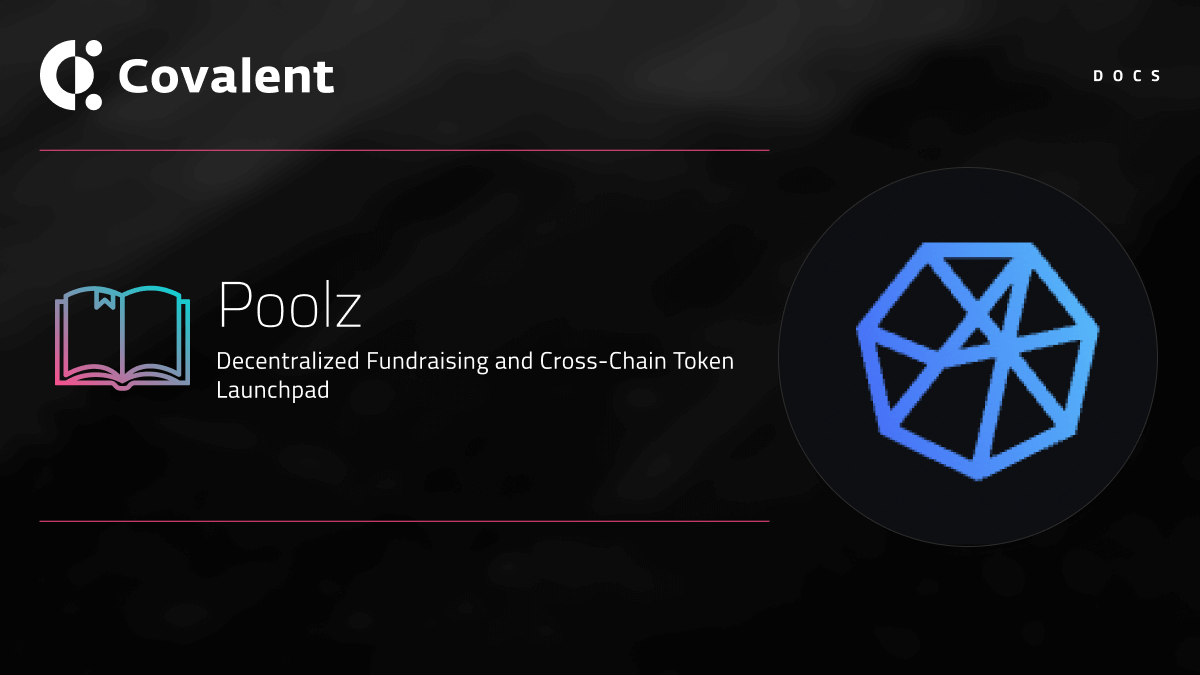 Covalent
DOCS
Poolz
Decentralized Fundraising and Cross-Chain Token
Launchpad